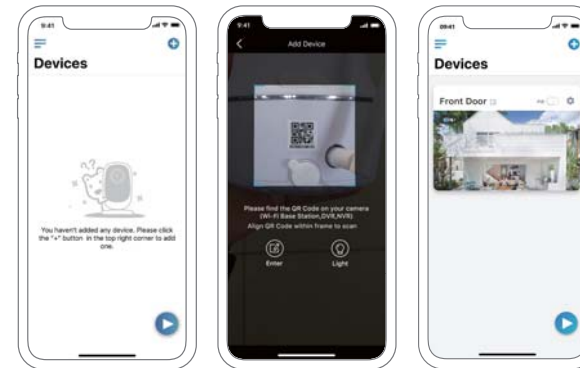 9:41
Devices
You haven't added any device. Please click
the "+" button in the top right corner to add
one.
9:41
Add Device
Please find the QR Code on your camera
(Wi-Fi Base Station,DVR,NVR)
Align QR Code within frame to scan
Enter
Light
09:41
Devices
Front Door